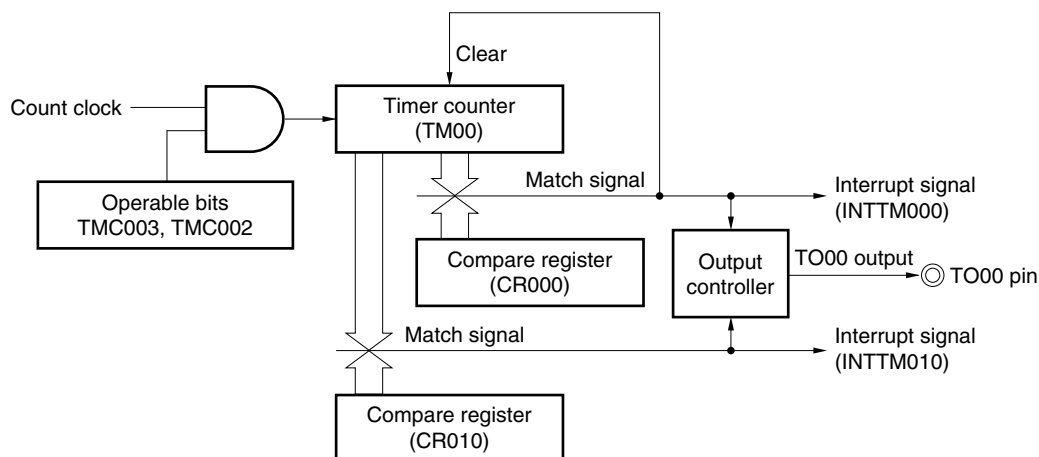 Clear
Count clock
Timer counter
(TM00)
Operable bits
TMC003, TMC002
Match signal
Interrupt signal
(INTTM000)
Compare register
(CR000)
Output
controller
TO00 output
TO00 pin
Match signal
Interrupt signal
(INTTM010)
Compare register
(CR010)